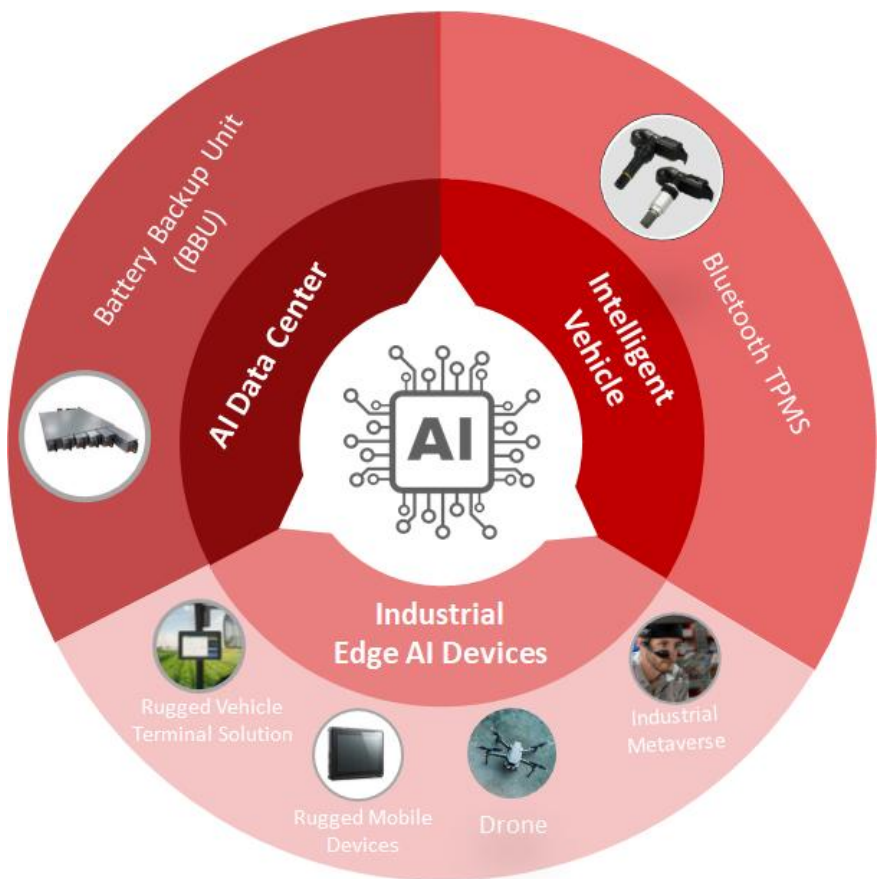 Battery Backup Unit
(BBU)
AI Data Center
Intelligent
Vehicle
Bluetooth TPMS
AI
Industrial
Edge AI Devices
Rugged Vehicle
Terminal Solution
Rugged Mobile
Devices
Drone
Industrial
Metaverse